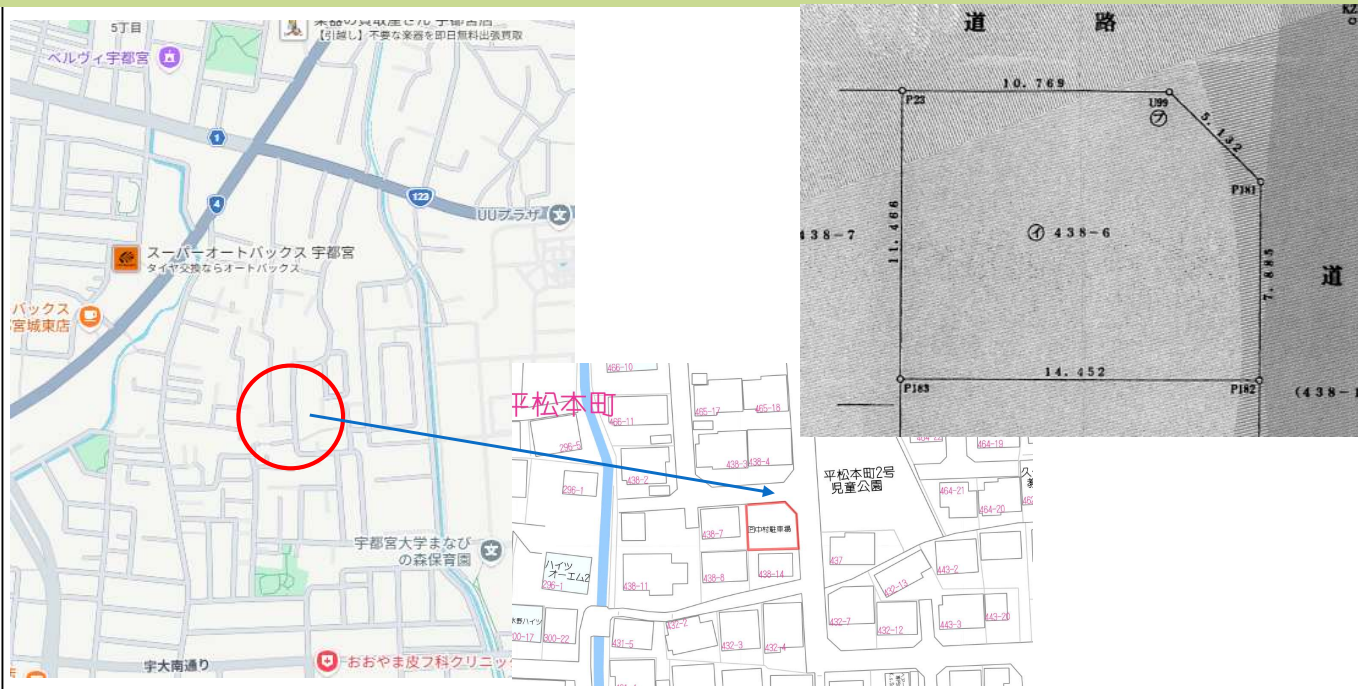 5丁目
ベルヴィ宇都宮
【引越し】不要な楽器を即日無料出張買取
1
4
123
UUプラザ
スーパーオートバックス 宇都宮
タイヤ交換ならオートバックス
バックス
宮城東店
宇都宮大学まなび
の森保育園
宇大南通り
おおやま皮フ科クリニッ
道 路
10.769
P23
U99
プ
5.132
P181
11.466
438-7
イ 438-6
7.885
道
P183
14.452
P182
(438-1
466-10
平松本町
466-11
465-17
465-18
296-5
438-3
438-4
438-2
296-1
438-7
438-8
438-14
438-11
ハイツ
オーエム2
296-1
300-17
300-22
431-5
432-2
432-3
432-4
464-19
平松本町2号
児童公園
464-21
464-20
437
443-2
432-13
432-7
432-12
443-3
443-20